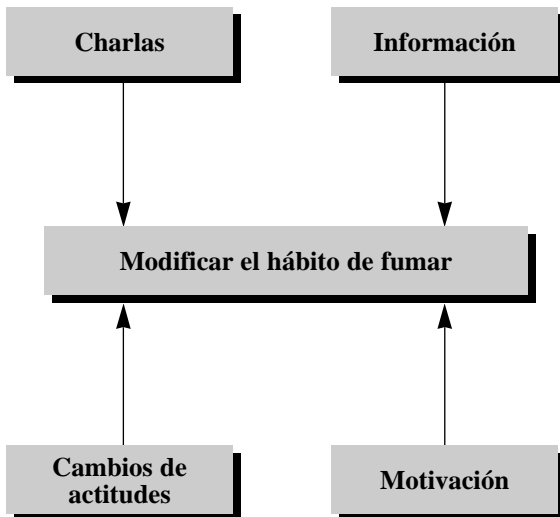 Charlas
Información
Modificar el hábito de fumar
Cambios de
actitudes
Motivación